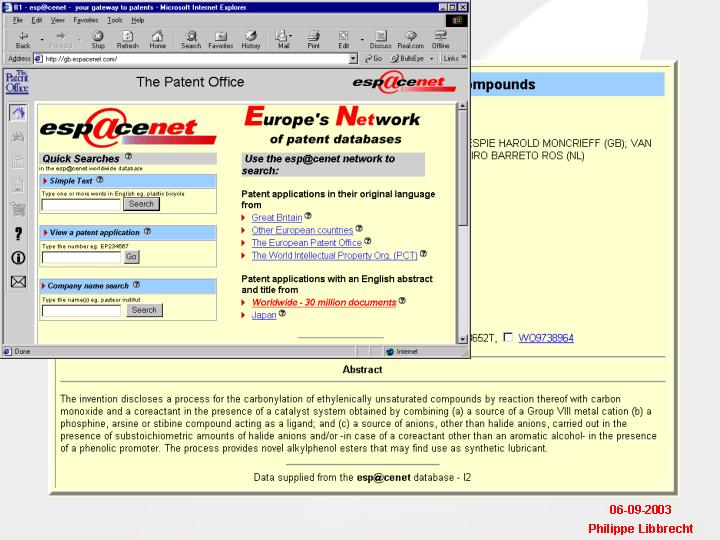 B1 - esp@cenet - your gateway to patents - Microsoft Internet Explorer
File Edit View Favorites Tools Help
Back Forward Stop Refresh Home Search Favorites History Mail Print Edit Discuss Real.com Offline
Address http://gb.espacenet.com/ Go BullsEye Links »
The Patent Office
The Patent Office
esp@cenet
esp@cenet
Europe's Network
of patent databases
Quick Searches
in the esp@cenet worldwide database
Simple Text
Type one or more words in English eg. plastic bicycle
Search
View a patent application
Type the number eg. EP234567
Go
Company name search
Type the name(s) eg. pasteur institut
Search
Use the esp@cenet network to
search:
Patent applications in their original language
from
Great Britain
Other European countries
The European Patent Office
The World Intellectual Property Org. (PCT)
Patent applications with an English abstract
and title from
Worldwide - 30 million documents
Japan
Done Internet
mpounds
SPIE HAROLD MONCRIEFF (GB); VAN
IRO BARRETO ROS (NL)
652T, WO9738964
Abstract
The invention discloses a process for the carbonylation of ethylenically unsaturated compounds by reaction thereof with carbon
monoxide and a coreactant in the presence of a catalyst system obtained by combining (a) a source of a Group VIII metal cation (b) a
phosphine, arsine or stibine compound acting as a ligand; and (c) a source of anions, other than halide anions, carried out in the
presence of substoichiometric amounts of halide anions and/or -in case of a coreactant other than an aromatic alcohol- in the presence
of a phenolic promoter. The process provides novel alkylphenol esters that may find use as synthetic lubricant.
Data supplied from the esp@cenet database - I2
06-09-2003
Philippe Libbrecht